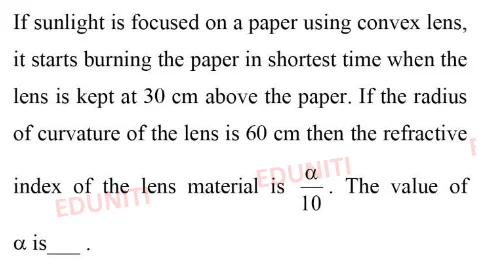 If sunlight is focused on a paper using convex lens,
it starts burning the paper in shortest time when the
lens is kept at 30 cm above the paper. If the radius
of curvature of the lens is 60 cm then the refractive
index of the lens material is α/10. The value of
α is___ .
EDUNITI
EDUNITI